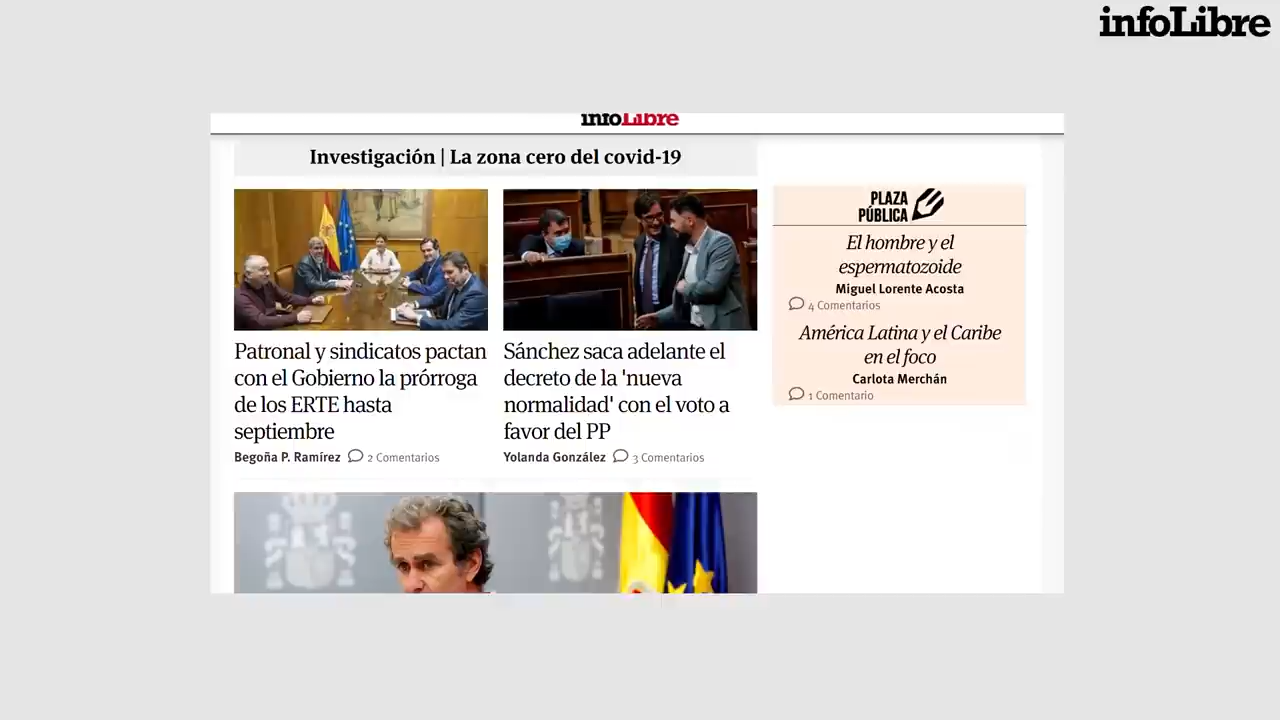 infoLibre
infoLibre
Investigación | La zona cero del covid-19
Patronal y sindicatos pactan
con el Gobierno la prórroga
de los ERTE hasta
septiembre
Begoña P. Ramírez 2 Comentarios
Sánchez saca adelante el
decreto de la 'nueva
normalidad' con el voto a
favor del PP
Yolanda González 3 Comentarios
PLAZA
PÚBLICA
El hombre y el
espermatozoide
Miguel Lorente Acosta
4 Comentarios
América Latina y el Caribe
en el foco
Carlota Merchán
1 Comentario